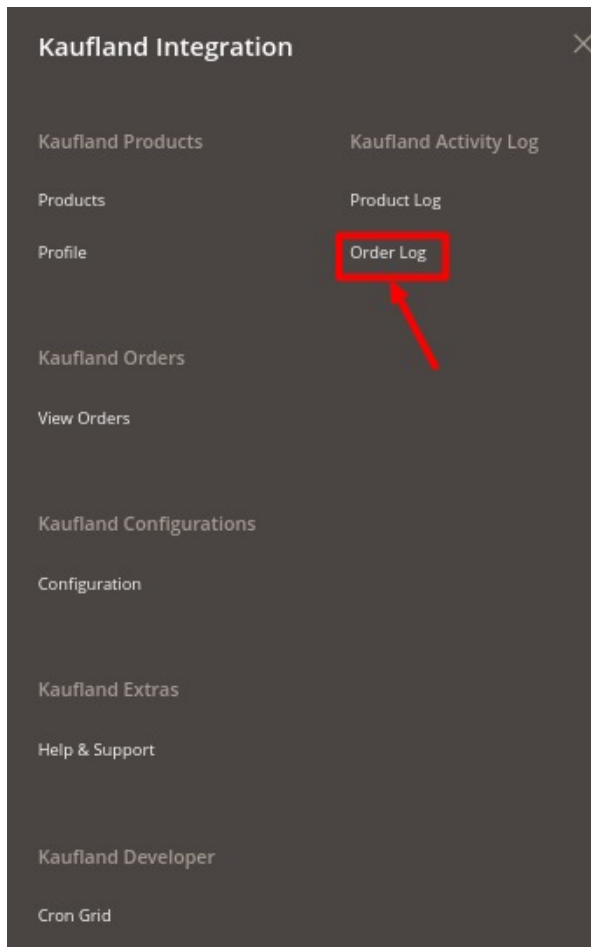 Kaufland Integration
Kaufland Products
Products
Profile
Kaufland Orders
View Orders
Kaufland Configurations
Configuration
Kaufland Extras
Help & Support
Kaufland Developer
Cron Grid
Kaufland Activity Log
Product Log
Order Log